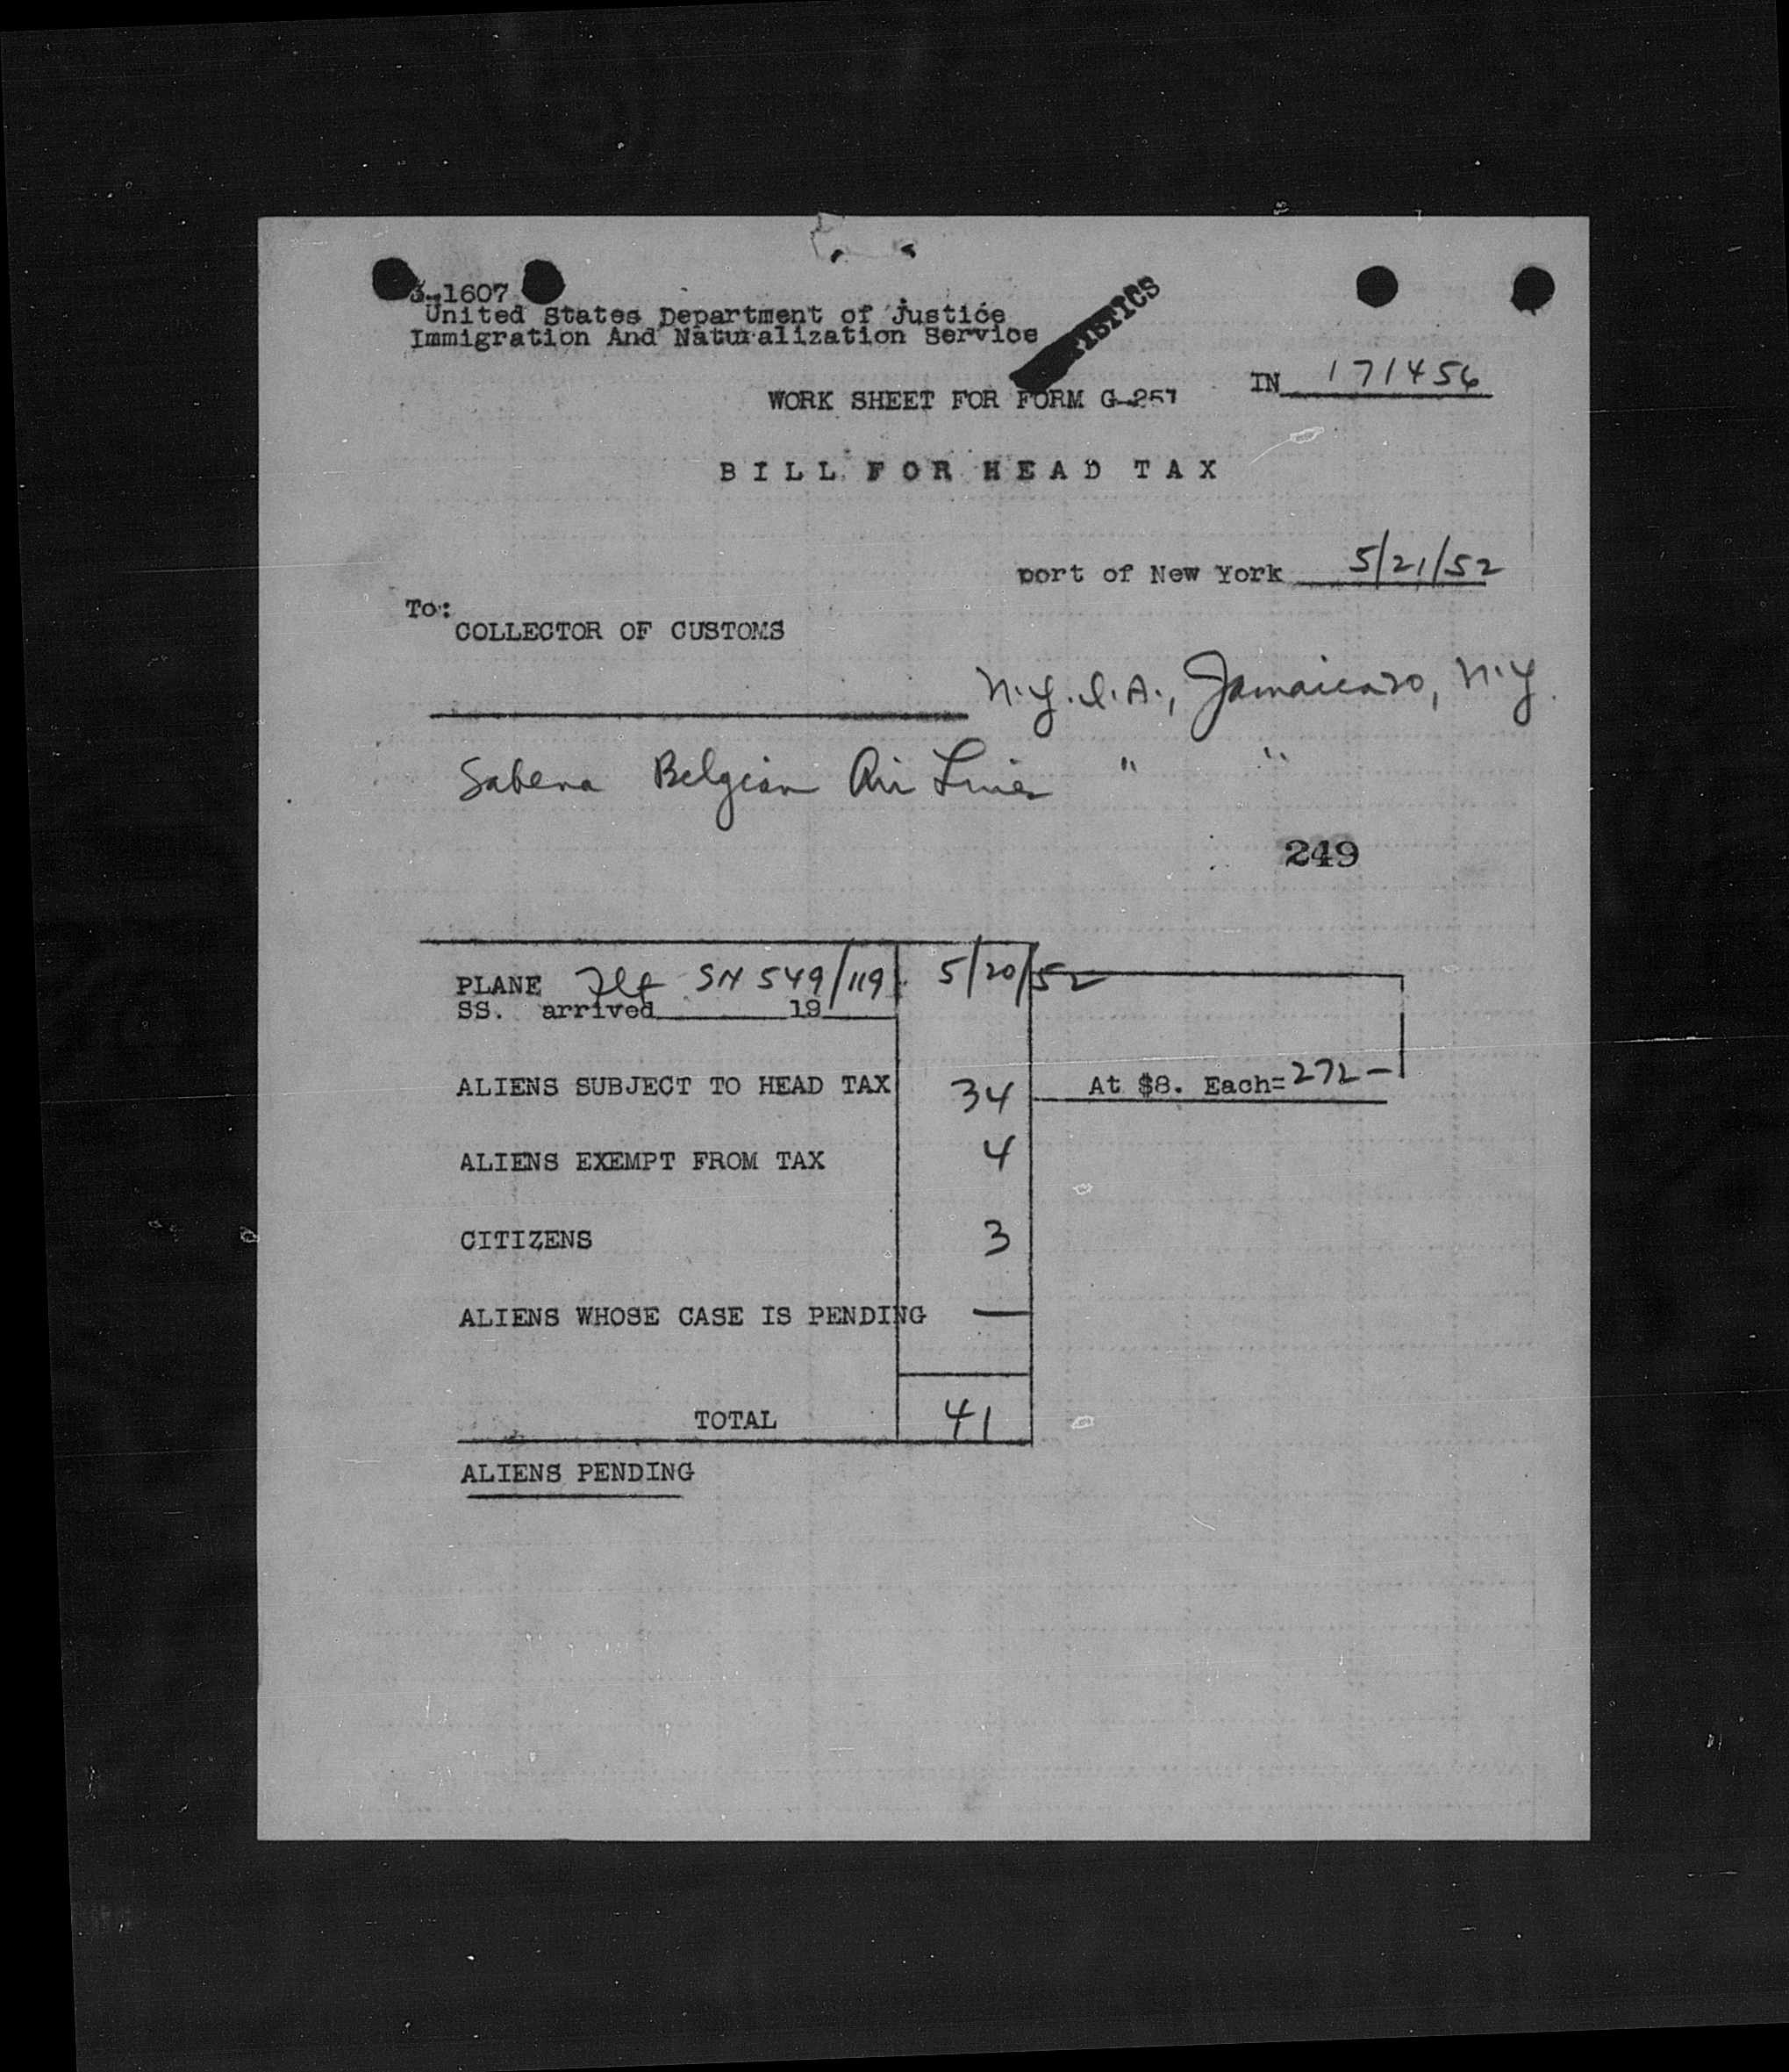 3-1607
United States Department of Justice
Immigration And Naturalization Service
WORK SHEET FOR FORM G-257
IN 171456
BILL FOR HEAD TAX
port of New York 5/21/52
To:
COLLECTOR OF CUSTOMS
N.Y.I.A., Jamaica 30, N.Y.
Sabena Belgian Air Lines " "
249
PLANE Flt SN 549/119 5/20/52
SS. arrived 19
ALIENS SUBJECT TO HEAD TAX 34 At $8. Each=272-
ALIENS EXEMPT FROM TAX 4
CITIZENS 3
ALIENS WHOSE CASE IS PENDING —
TOTAL 41
ALIENS PENDING